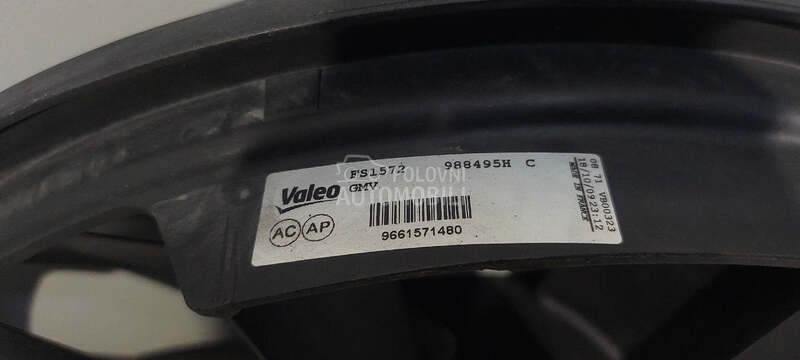 FS1572 988495H C
Valeo GMV
AC AP
9661571480
08 71 VB00323
18/10/09 23:12
MADE IN FRANCE
POLOVNI
AUTOMOBILI